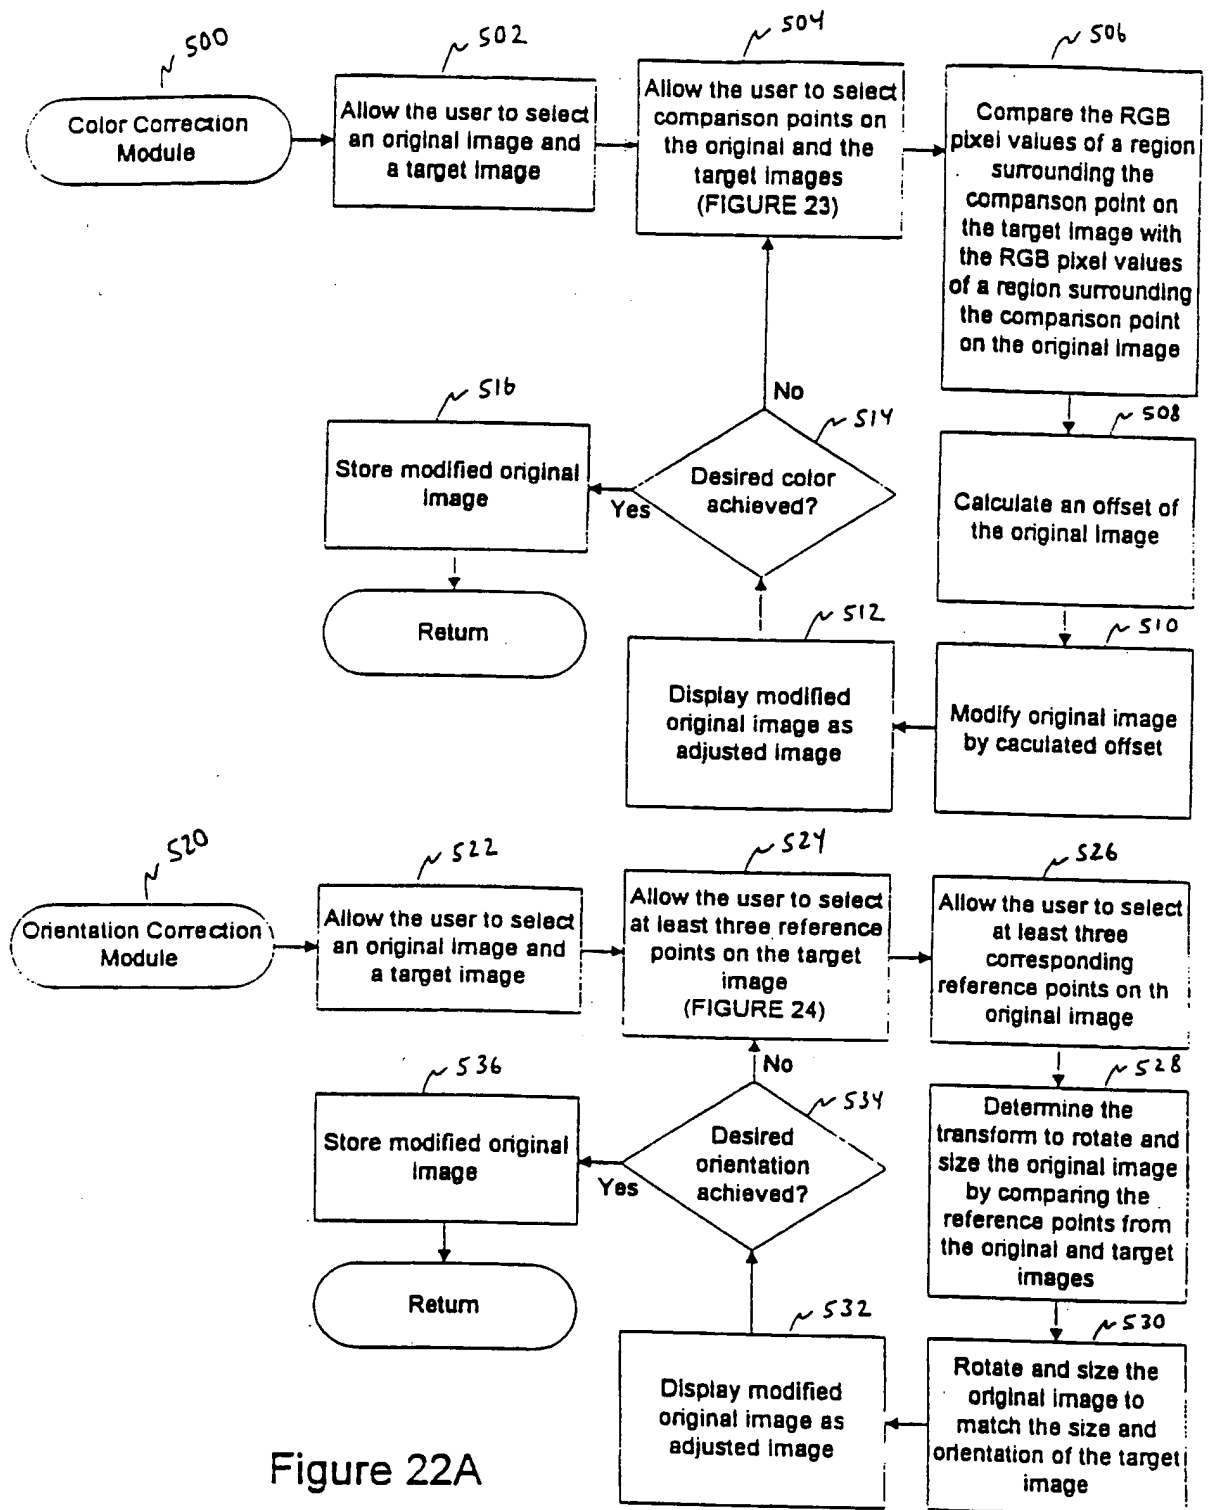 500
Color Correction
Module
502
Allow the user to select
an original image and
a target image
504
Allow the user to select
comparison points on
the original and the
target images
(FIGURE 23)
506
Compare the RGB
pixel values of a region
surrounding the
comparison point on
the target image with
the RGB pixel values
of a region surrounding
the comparison point
on the original image
508
Calculate an offset of
the original image
510
Modify original image
by caculated offset
512
Display modified
original image as
adjusted image
514
Desired color
achieved?
No
Yes
516
Store modified original
image
Return
520
Orientation Correction
Module
522
Allow the user to select
an original image and
a target image
524
Allow the user to select
at least three reference
points on the target
image
(FIGURE 24)
526
Allow the user to select
at least three
corresponding
reference points on th
original image
528
Determine the
transform to rotate and
size the original image
by comparing the
reference points from
the original and target
images
530
Rotate and size the
original image to
match the size and
orientation of the target
image
532
Display modified
original image as
adjusted image
534
Desired
orientation
achieved?
No
Yes
536
Store modified original
image
Return
Figure 22A